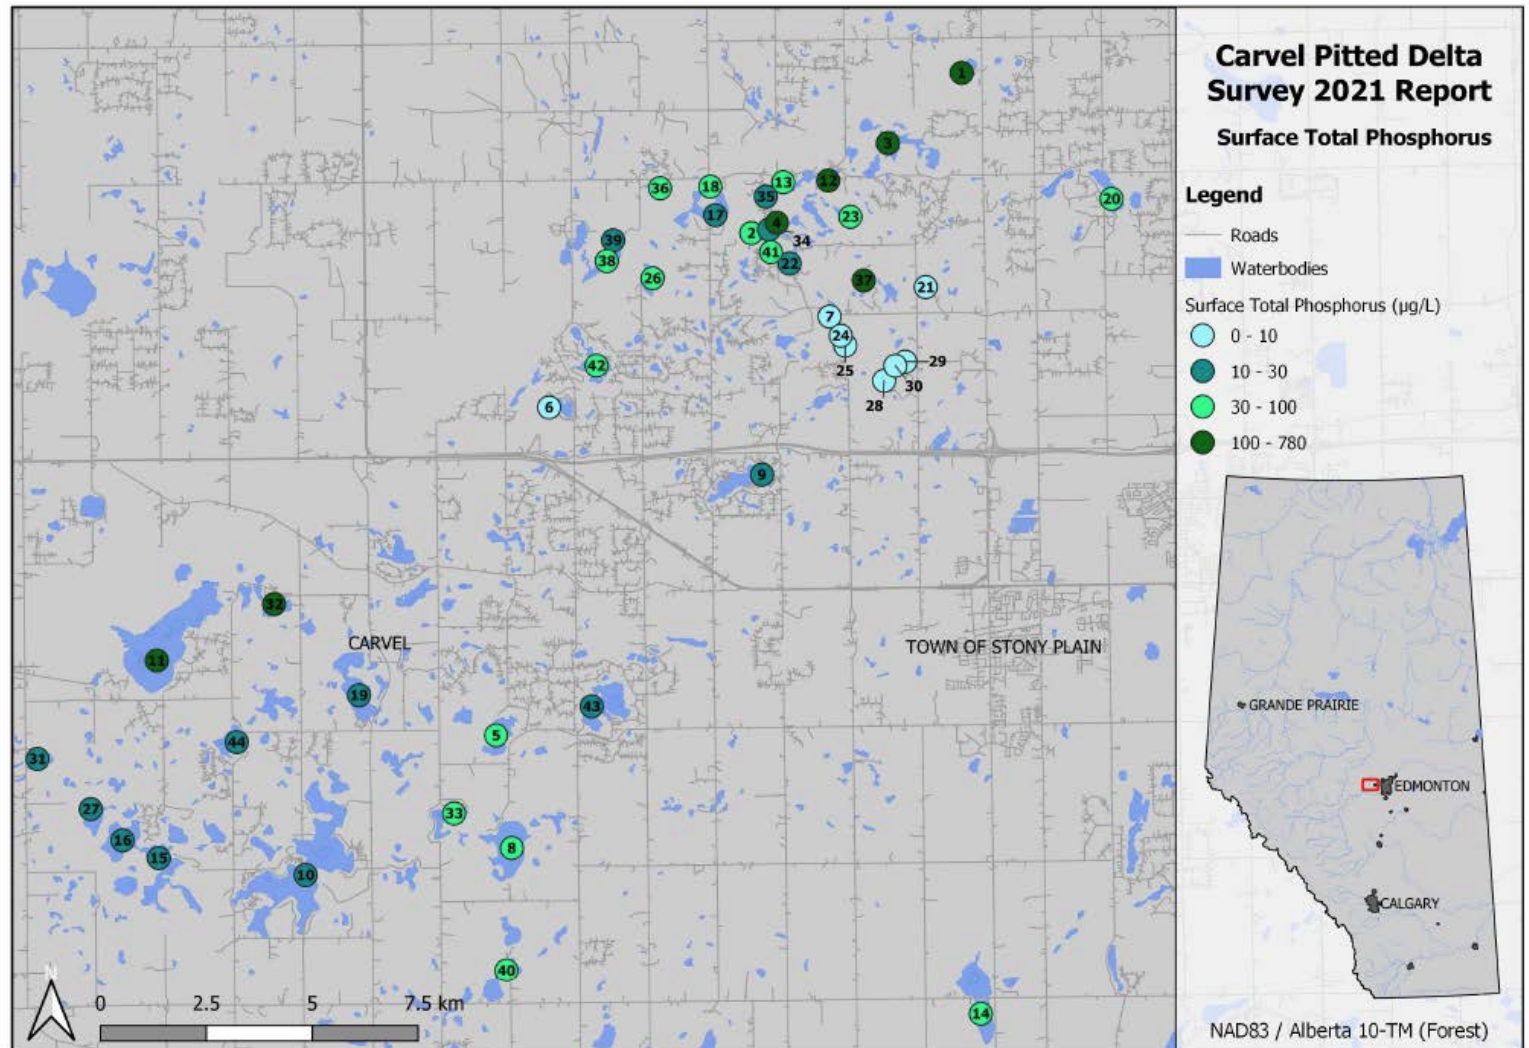 Carvel Pitted Delta
Survey 2021 Report
Surface Total Phosphorus
Legend
Roads
Waterbodies
Surface Total Phosphorus (µg/L)
0 - 10
10 - 30
30 - 100
100 - 780
GRANDE PRAIRIE
EDMONTON
CALGARY
NAD83 / Alberta 10-TM (Forest)
1
3
36
18
13
12
35
20
17
23
2
4
34
39
41
38
22
26
37
21
7
24
25
29
30
28
42
6
9
32
CARVEL
TOWN OF STONY PLAIN
11
19
43
5
44
31
27
33
16
8
15
10
40
14
N
0 2.5 5 7.5 km